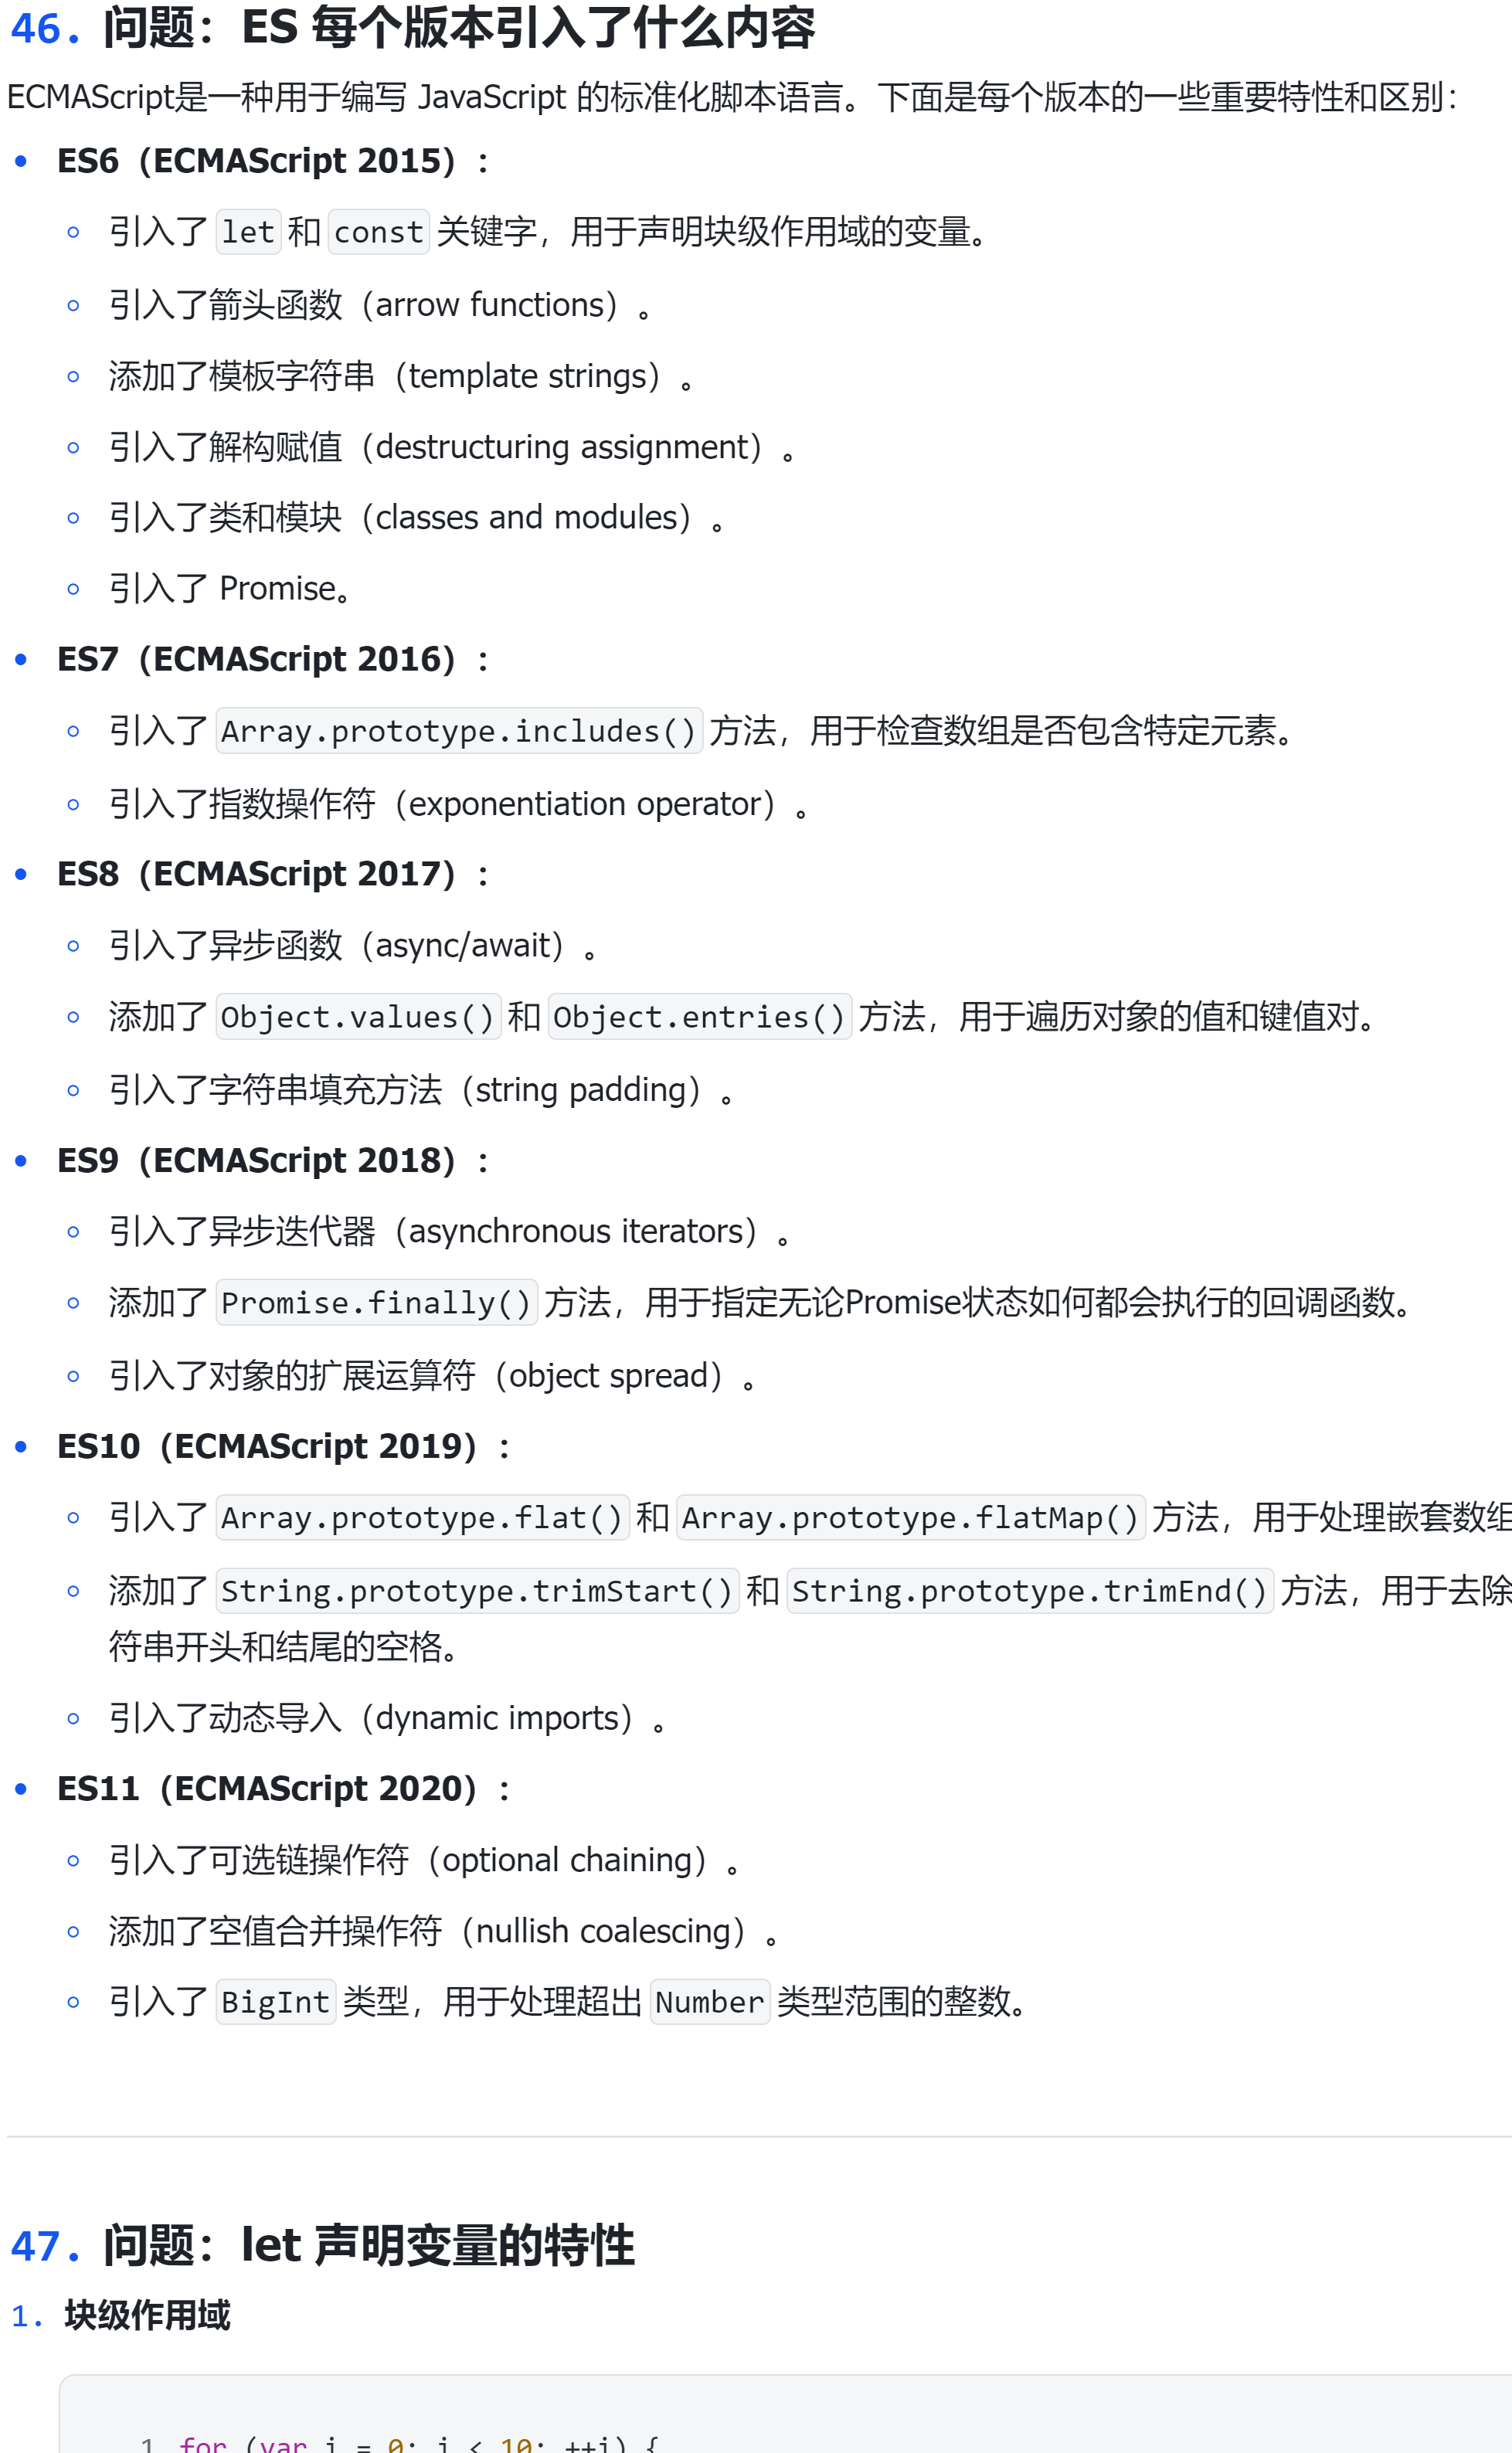 46. 问题：ES 每个版本引入了什么内容
ECMAScript是一种用于编写 JavaScript 的标准化脚本语言。下面是每个版本的一些重要特性和区别：
• ES6（ECMAScript 2015）：
◦ 引入了 let 和 const 关键字，用于声明块级作用域的变量。
◦ 引入了箭头函数（arrow functions）。
◦ 添加了模板字符串（template strings）。
◦ 引入了解构赋值（destructuring assignment）。
◦ 引入了类和模块（classes and modules）。
◦ 引入了 Promise。
• ES7（ECMAScript 2016）：
◦ 引入了 Array.prototype.includes() 方法，用于检查数组是否包含特定元素。
◦ 引入了指数操作符（exponentiation operator）。
• ES8（ECMAScript 2017）：
◦ 引入了异步函数（async/await）。
◦ 添加了 Object.values() 和 Object.entries() 方法，用于遍历对象的值和键值对。
◦ 引入了字符串填充方法（string padding）。
• ES9（ECMAScript 2018）：
◦ 引入了异步迭代器（asynchronous iterators）。
◦ 添加了 Promise.finally() 方法，用于指定无论Promise状态如何都会执行的回调函数。
◦ 引入了对象的扩展运算符（object spread）。
• ES10（ECMAScript 2019）：
◦ 引入了 Array.prototype.flat() 和 Array.prototype.flatMap() 方法，用于处理嵌套数组
◦ 添加了 String.prototype.trimStart() 和 String.prototype.trimEnd() 方法，用于去除
符串开头和结尾的空格。
◦ 引入了动态导入（dynamic imports）。
• ES11（ECMAScript 2020）：
◦ 引入了可选链操作符（optional chaining）。
◦ 添加了空值合并操作符（nullish coalescing）。
◦ 引入了 BigInt 类型，用于处理超出 Number 类型范围的整数。
47. 问题：let 声明变量的特性
1. 块级作用域
1 for (var i = 0; i < 10; ++i) {